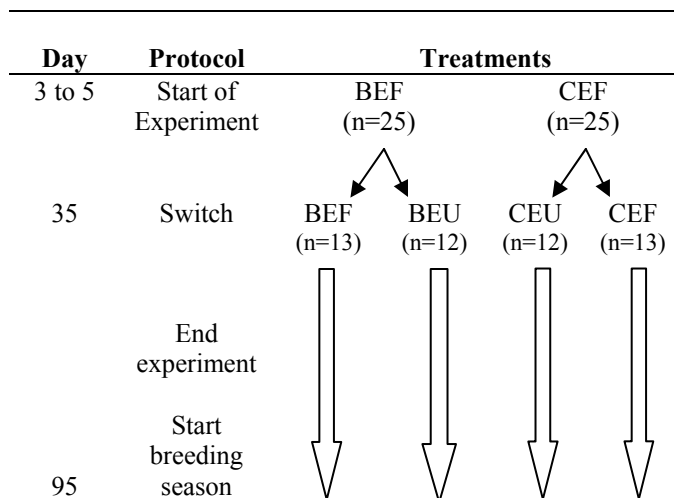 Day Protocol Treatments
3 to 5 Start of BEF CEF
Experiment (n=25) (n=25)
35 Switch BEF BEU CEU CEF
(n=13) (n=12) (n=12) (n=13)
End
experiment
Start
breeding
95 season